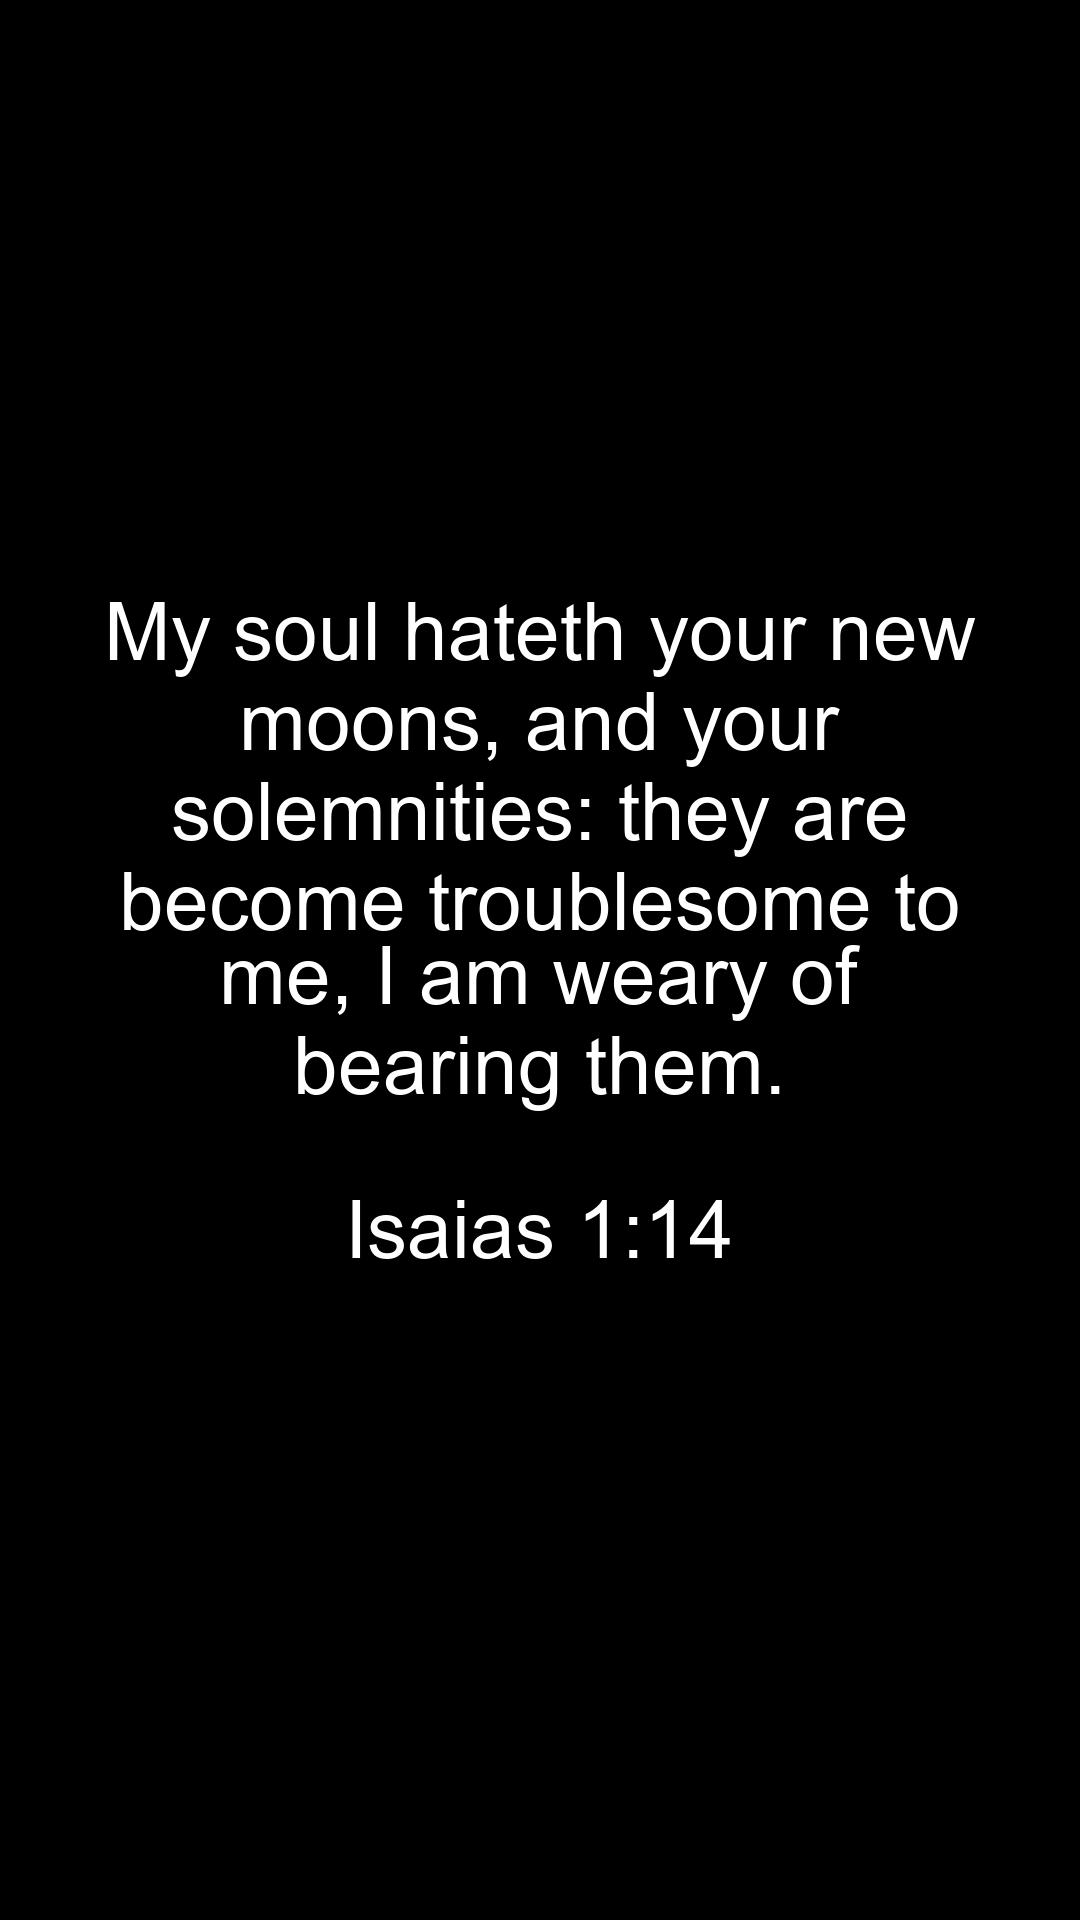 My soul hateth your new
moons, and your
solemnities: they are
become troublesome to
me, I am weary of
bearing them.
Isaias 1:14